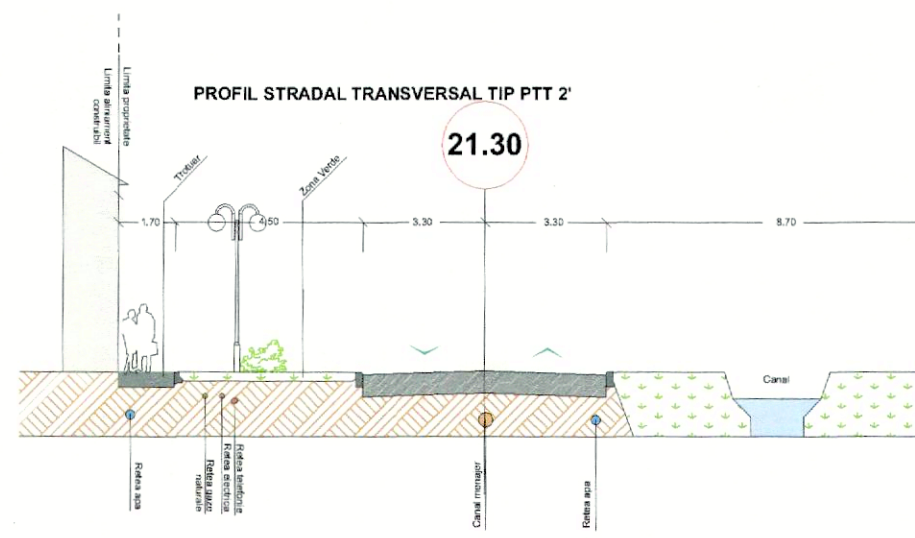 PROFIL STRADAL TRANSVERSAL TIP PTT 2'
21.30
Limita proprietate
Limita aliniament
construibil
Trotuar
Zona Verde
1.70
4.50
3.30
3.30
8.70
Canal
Retea apa
Retea gaze
naturale
Retea electrica
Retea telefonie
Canal menajer
Retea apa